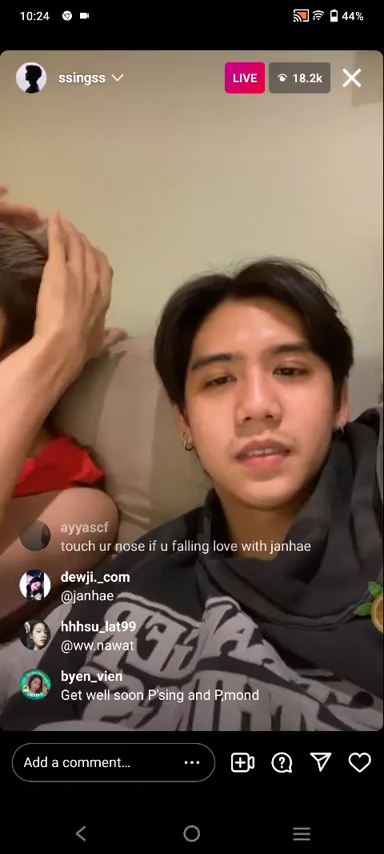 10:24
44%
ssingss
LIVE
18.2k
ayyascf
touch ur nose if u falling love with janhae
dewji._com
@janhae
hhhsu_lat99
@ww.nawat
byen_vien
Get well soon P'sing and P,mond
Add a comment...